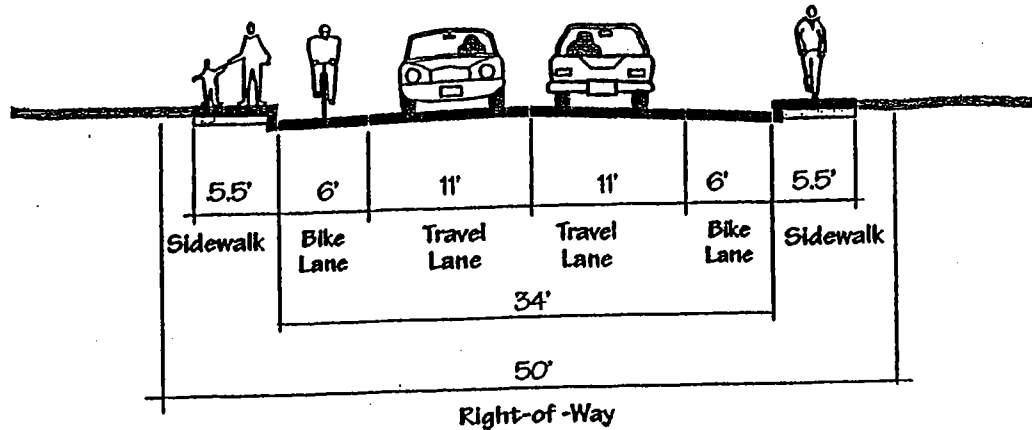 5.5' 6' 11' 11' 6' 5.5'
Sidewalk Bike Lane Travel Lane Travel Lane Bike Lane Sidewalk
34'
50'
Right-of-Way